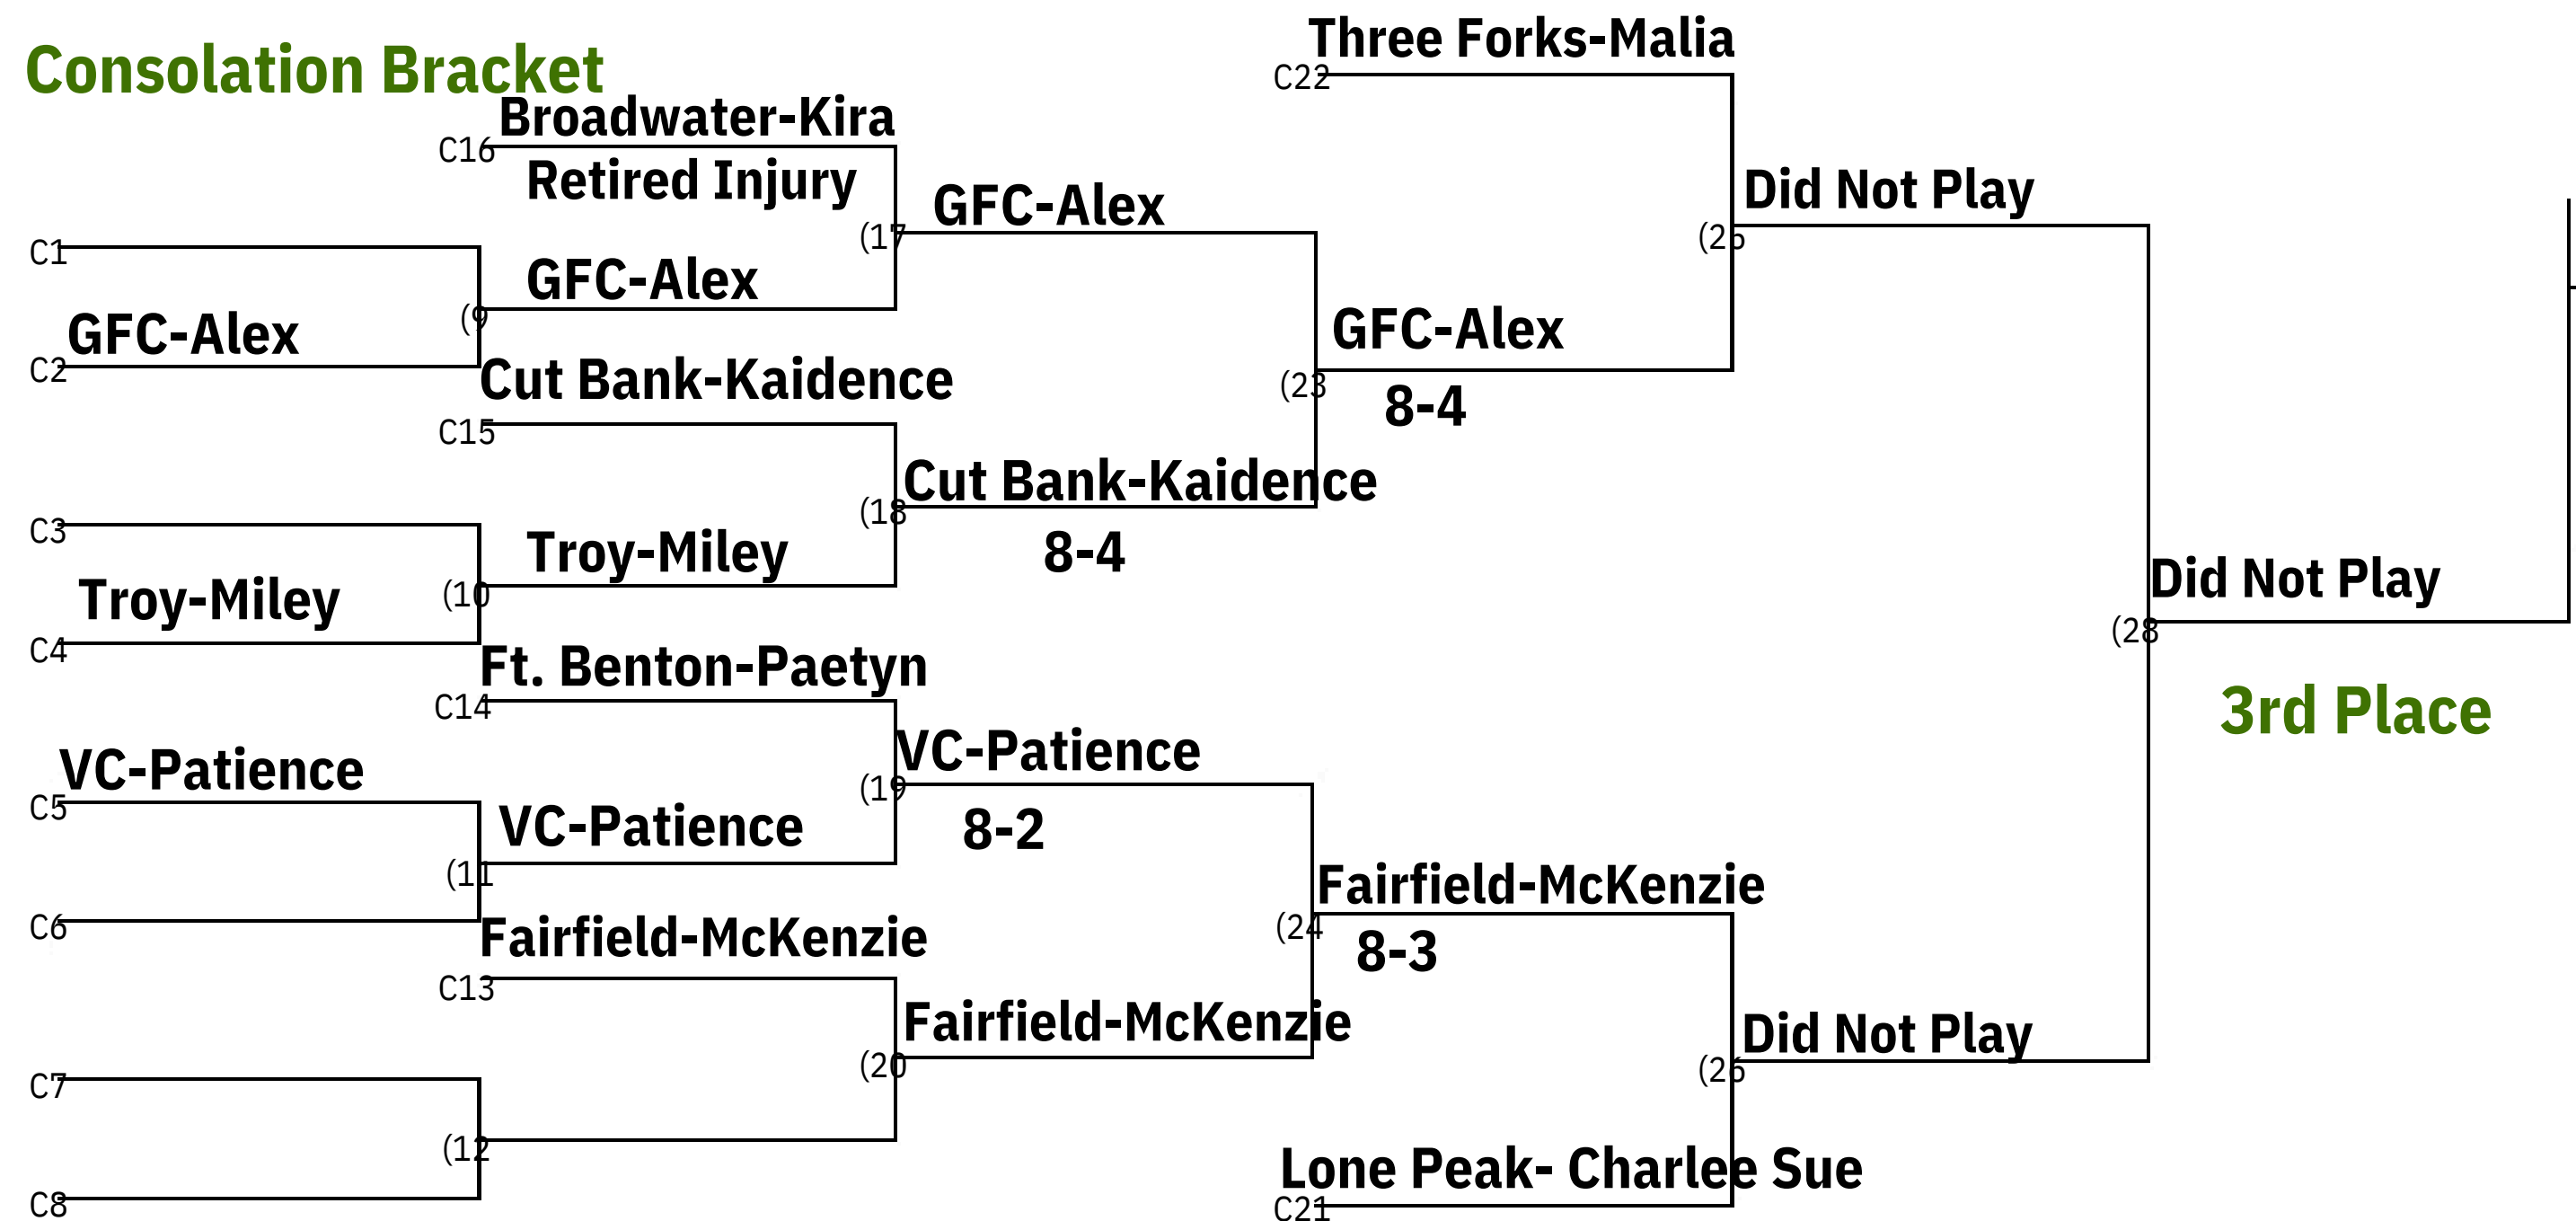 Consolation Bracket
Three Forks-Malia
C22
Broadwater-Kira
C16
Retired Injury
GFC-Alex
(17
Did Not Play
(25
C1
GFC-Alex
(9
GFC-Alex
C2
GFC-Alex
(23
8-4
Cut Bank-Kaidence
C15
Cut Bank-Kaidence
(18
8-4
C3
Troy-Miley
(10
Troy-Miley
C4
Did Not Play
(28
3rd Place
Ft. Benton-Paetyn
C14
VC-Patience
(19
8-2
VC-Patience
C5
VC-Patience
(11
C6
Fairfield-McKenzie
(24
8-3
Fairfield-McKenzie
C13
Fairfield-McKenzie
(20
Did Not Play
(26
C7
(12
C8
Lone Peak- Charlee Sue
C21